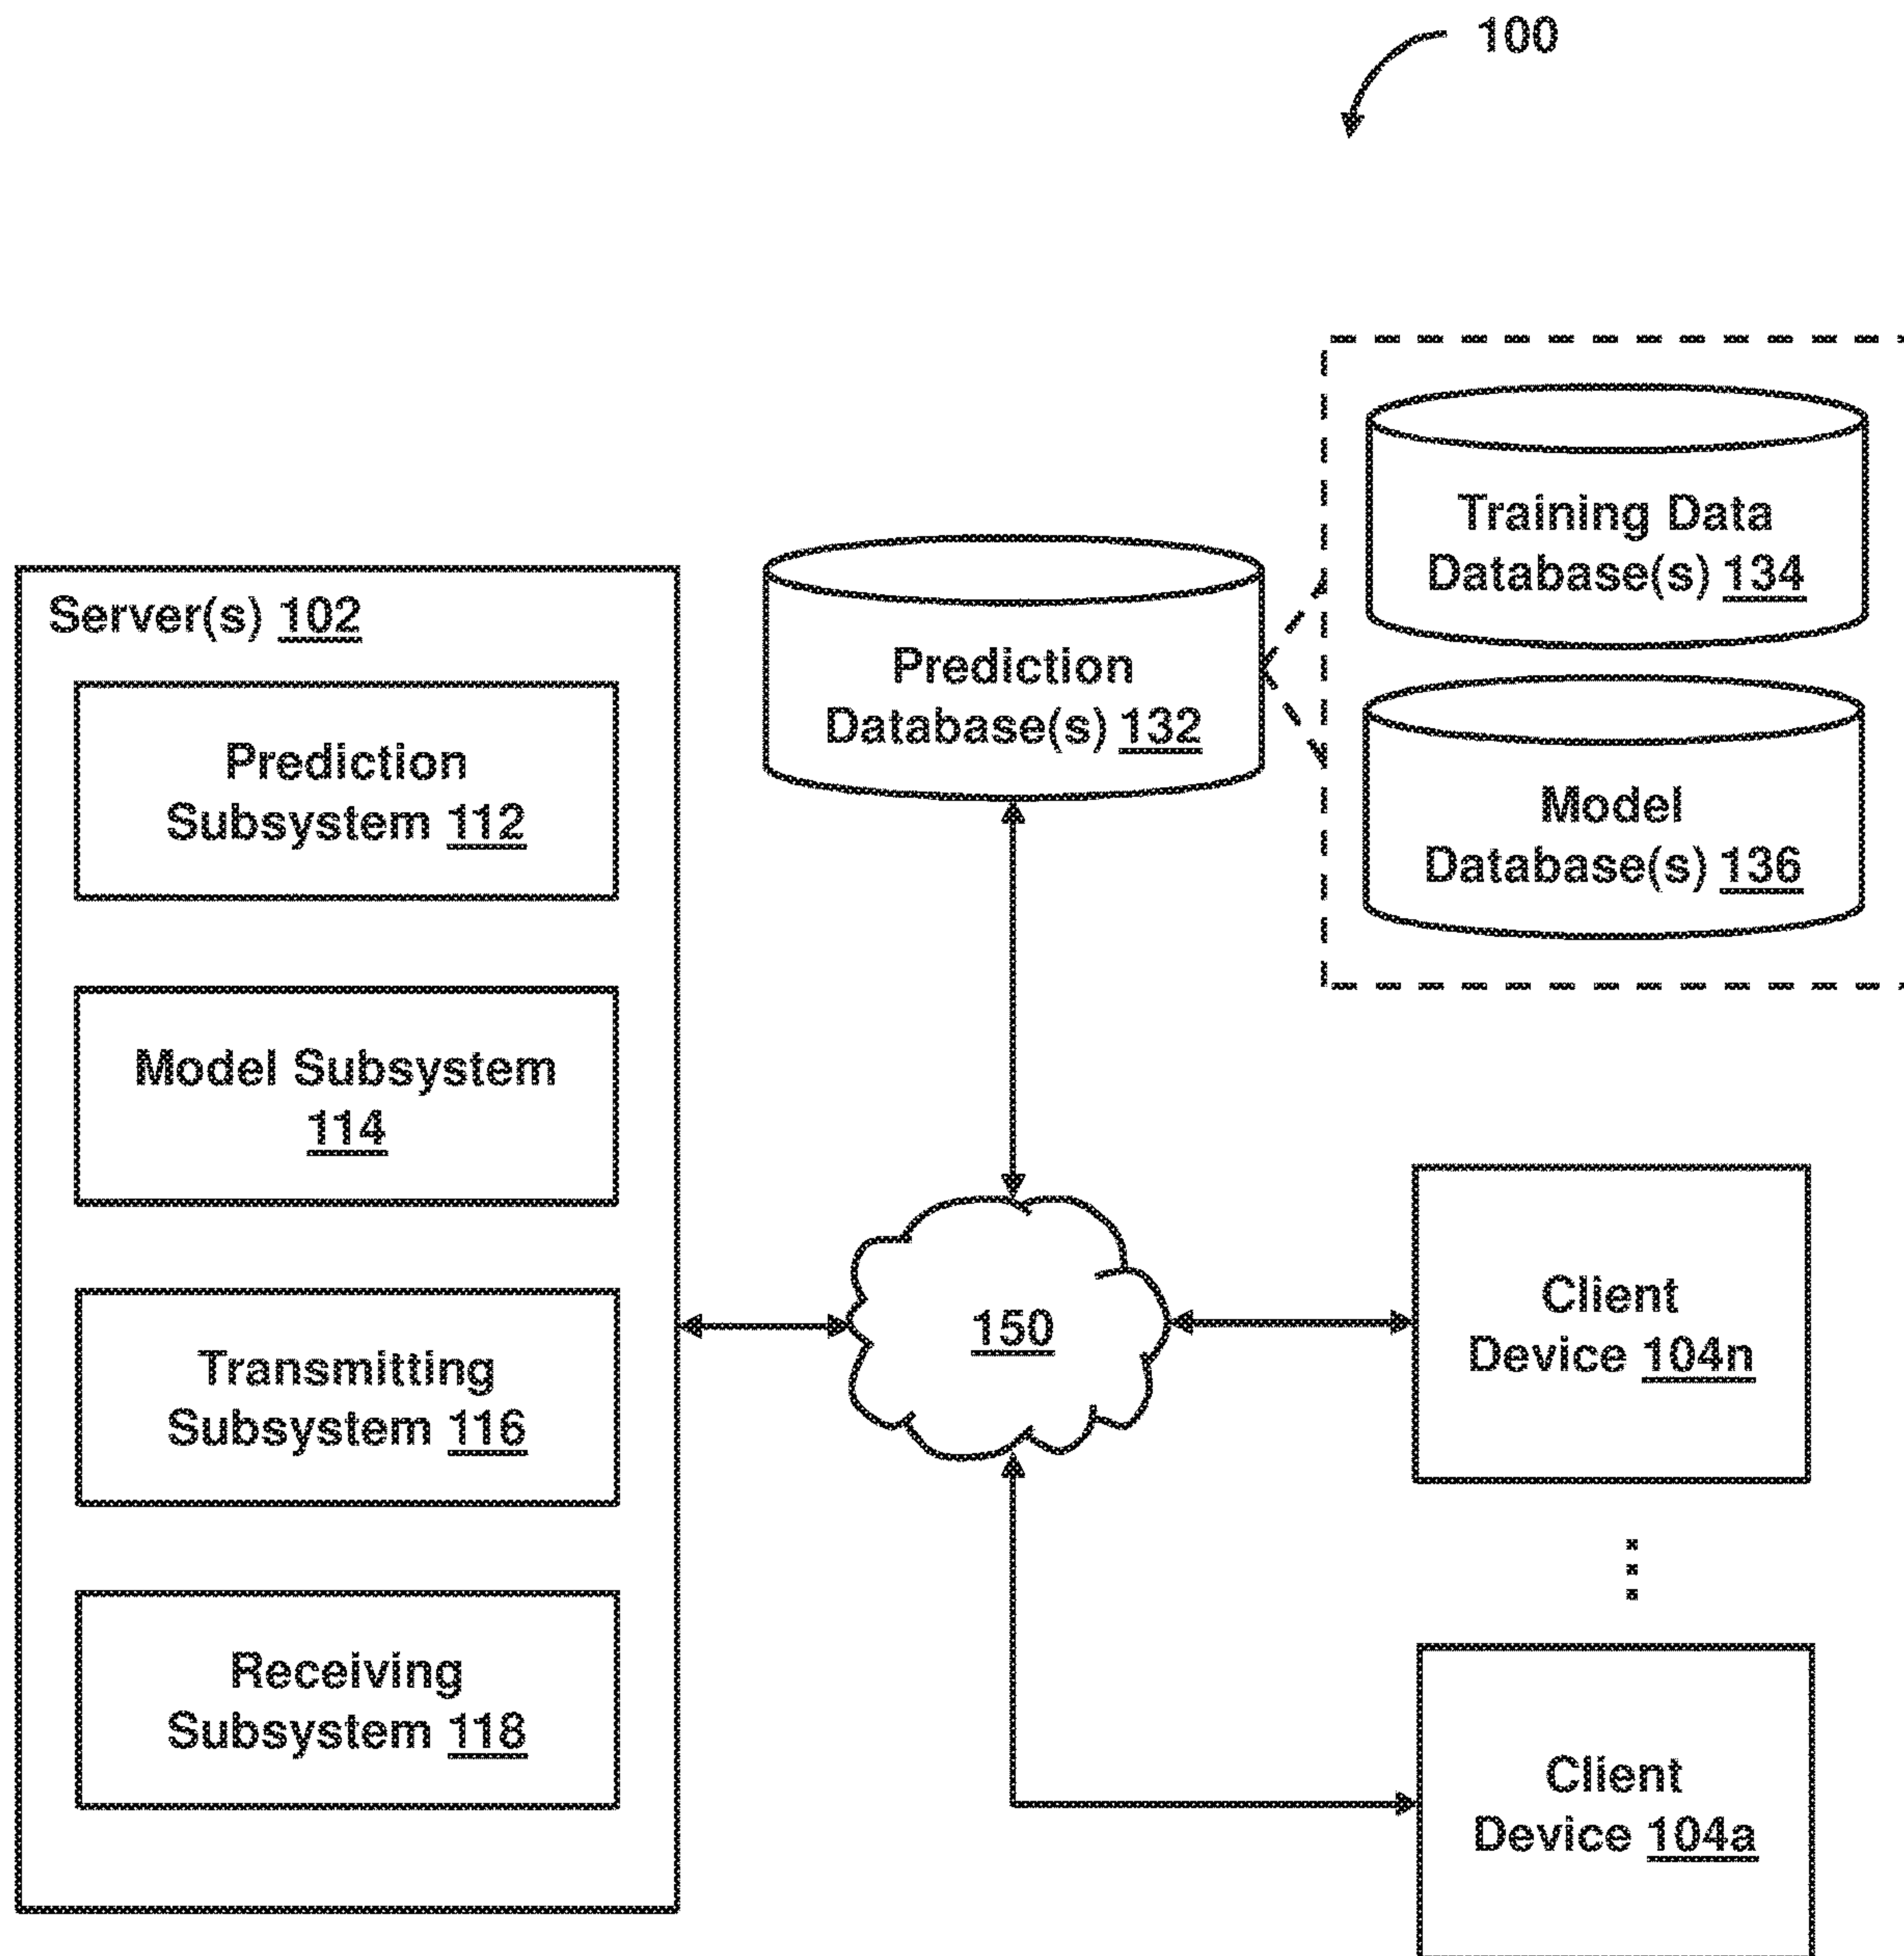 100
Server(s) 102
Prediction
Subsystem 112
Model Subsystem
114
Transmitting
Subsystem 116
Receiving
Subsystem 118
Prediction
Database(s) 132
Training Data
Database(s) 134
Model
Database(s) 136
150
Client
Device 104n
Client
Device 104a